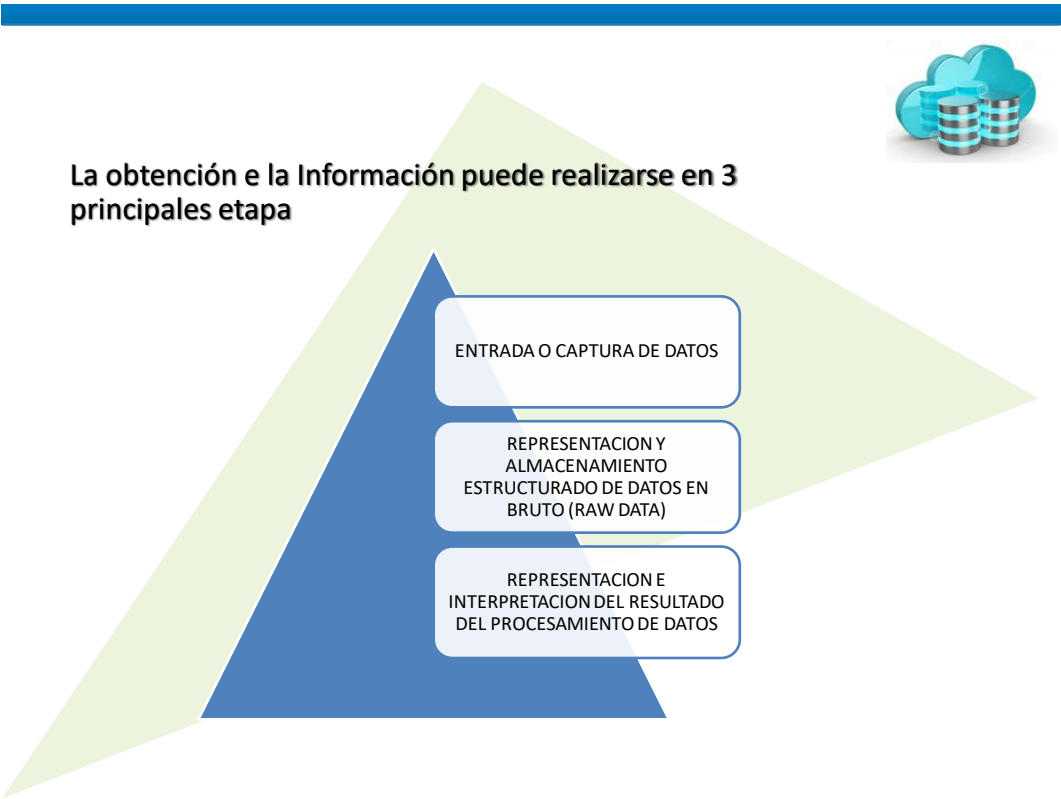 La obtención e la Información puede realizarse en 3
principales etapa
ENTRADA O CAPTURA DE DATOS
REPRESENTACION Y
ALMACENAMIENTO
ESTRUCTURADO DE DATOS EN
BRUTO (RAW DATA)
REPRESENTACION E
INTERPRETACION DEL RESULTADO
DEL PROCESAMIENTO DE DATOS